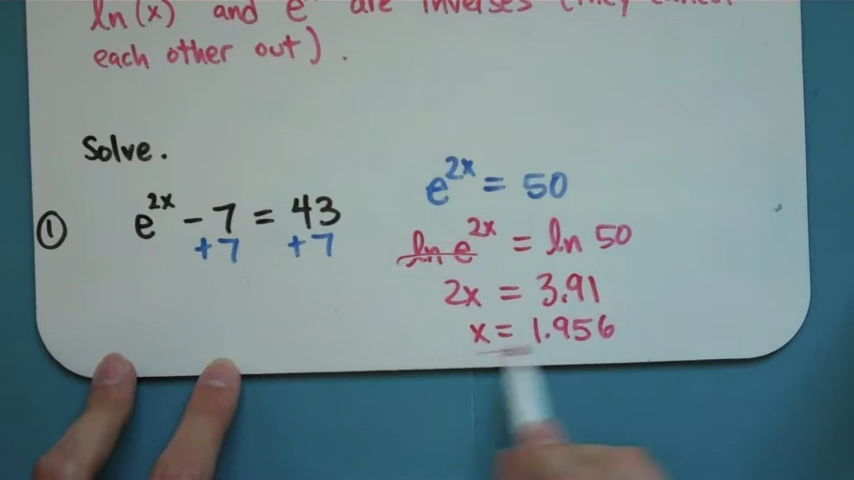 ln(x) and e are inverses (they cancel
each other out).
Solve.
① e^2x - 7 = 43
+7 +7
e^2x = 50
ln e^2x = ln 50
2x = 3.91
x = 1.956